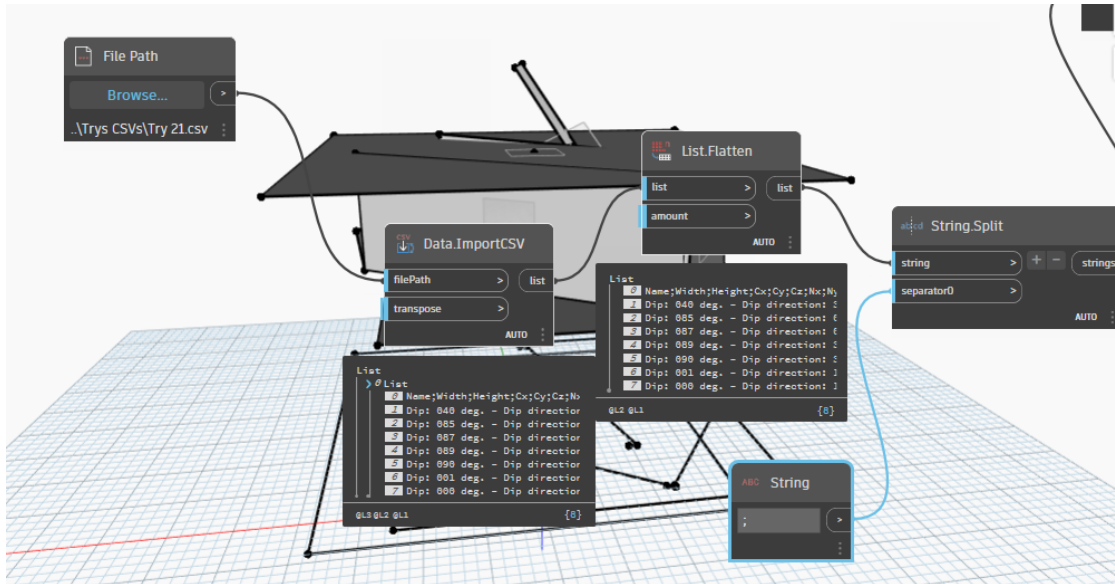 File Path
Browse...
>
..\Trys CSVs\Try 21.csv
List.Flatten
list >
list
amount >
AUTO
String.Split
string >
+ -
strings
separator0 >
AUTO
CSV
Data.ImportCSV
filePath >
list
transpose >
AUTO
List
0 Name;Width;Height;Cx;Cy;Cz;Nx;Ny
1 Dip: 040 deg. - Dip direction:
2 Dip: 085 deg. - Dip direction:
3 Dip: 087 deg. - Dip direction:
4 Dip: 089 deg. - Dip direction:
5 Dip: 090 deg. - Dip direction:
6 Dip: 001 deg. - Dip direction:
7 Dip: 000 deg. - Dip direction:
@L2 @L1 {8}
List
0 List
0 Name;Width;Height;Cx;Cy;Cz;
1 Dip: 040 deg. - Dip direction
2 Dip: 085 deg. - Dip direction
3 Dip: 087 deg. - Dip direction
4 Dip: 089 deg. - Dip direction
5 Dip: 090 deg. - Dip direction
6 Dip: 001 deg. - Dip direction
7 Dip: 000 deg. - Dip direction
@L3 @L2 @L1 {8}
ABC String
;
>